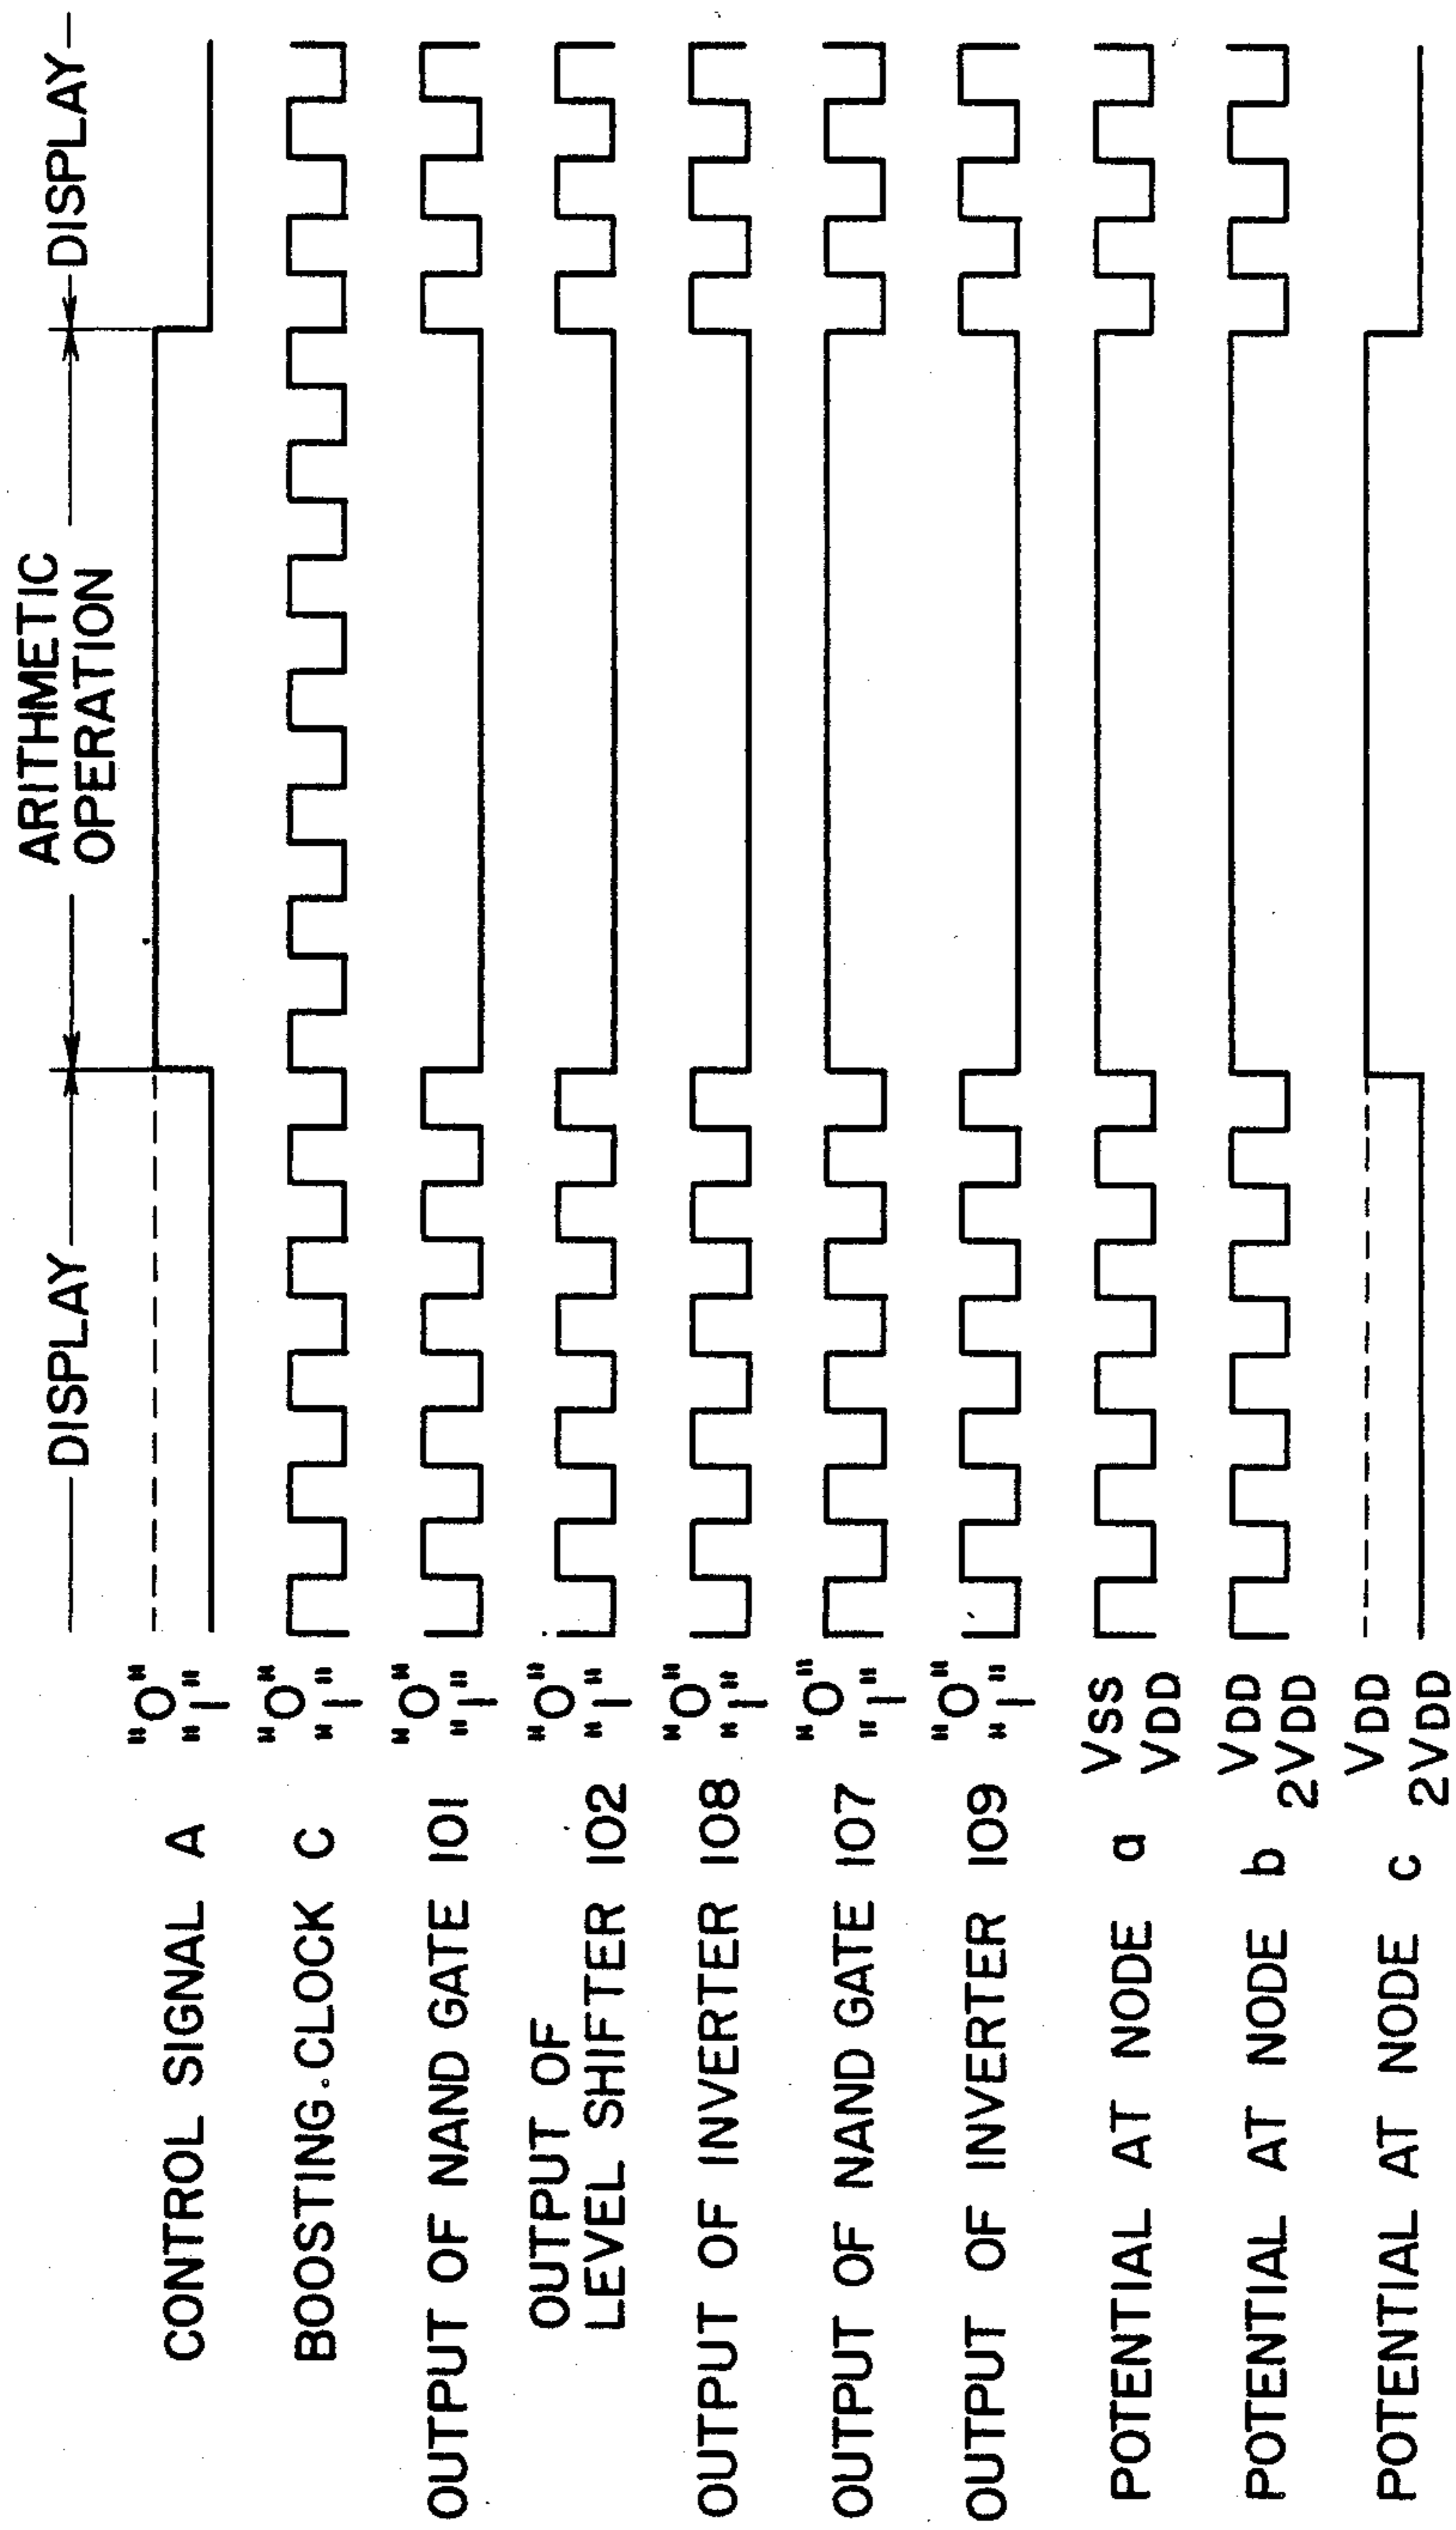 DISPLAY
ARITHMETIC
OPERATION
DISPLAY
CONTROL SIGNAL A "0"
"1"
BOOSTING CLOCK C "0"
"1"
OUTPUT OF NAND GATE 101 "0"
"1"
OUTPUT OF
LEVEL SHIFTER 102 "0"
"1"
OUTPUT OF INVERTER 108 "0"
"1"
OUTPUT OF NAND GATE 107 "0"
"1"
OUTPUT OF INVERTER 109 "0"
"1"
POTENTIAL AT NODE a VSS
VDD
POTENTIAL AT NODE b VDD
2VDD
POTENTIAL AT NODE c VDD
2VDD